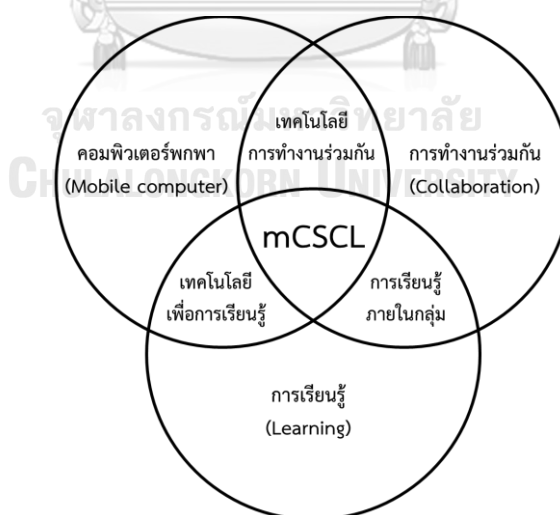 จุฬาลงกรณ์มหาวิทยาลัย
CHULALONGKORN UNIVERSITY
เทคโนโลยี
การทำงานร่วมกัน
คอมพิวเตอร์พกพา
(Mobile computer)
การทำงานร่วมกัน
(Collaboration)
mCSCL
เทคโนโลยี
เพื่อการเรียนรู้
การเรียนรู้
ภายในกลุ่ม
การเรียนรู้
(Learning)